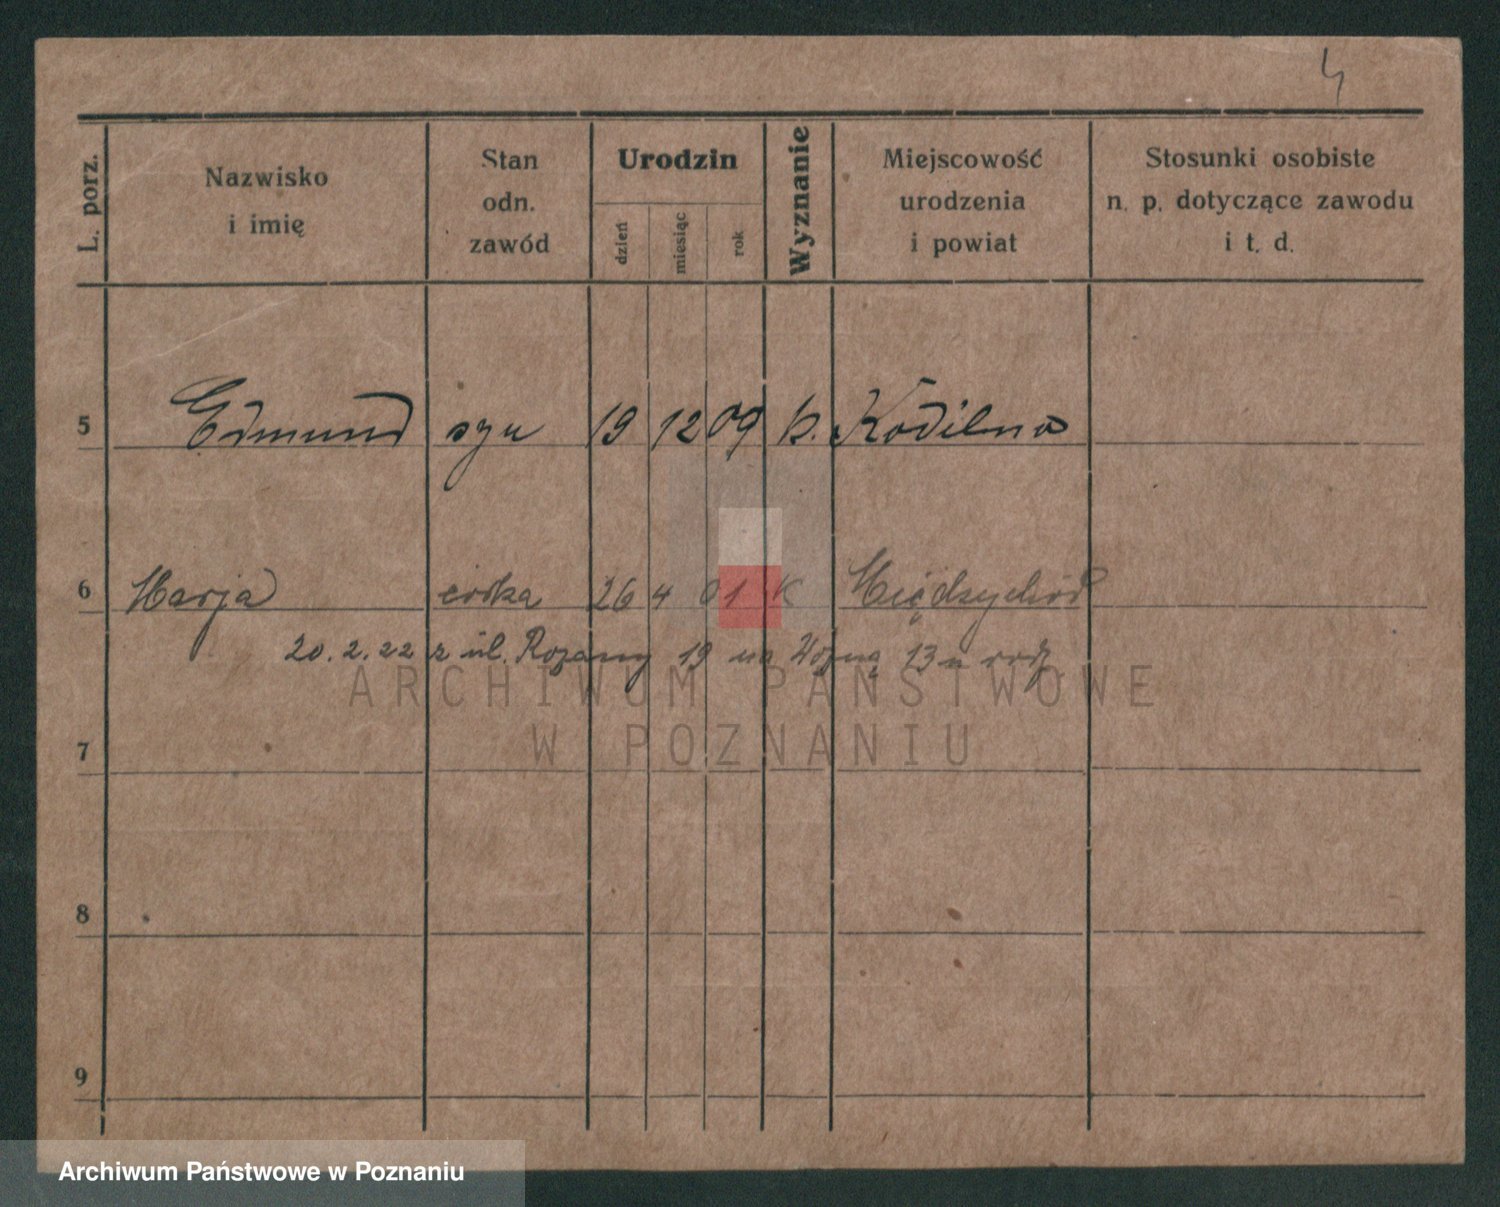 4
L. porz.
Nazwisko
i imię
Stan
odn.
zawód
Urodzin
dzień
miesiąc
rok
Wyznanie
Miejscowość
urodzenia
i powiat
Stosunki osobiste
n. p. dotyczące zawodu
i t. d.
5 Edmund syn 19 12 09 k.
6 Marja córka 26 4 01 K Międzychód
20.2.22 z ul. 19 na 13 u rodz
7
8
9
ARCHIWUM PAŃSTWOWE
W POZNANIU
Archiwum Państwowe w Poznaniu